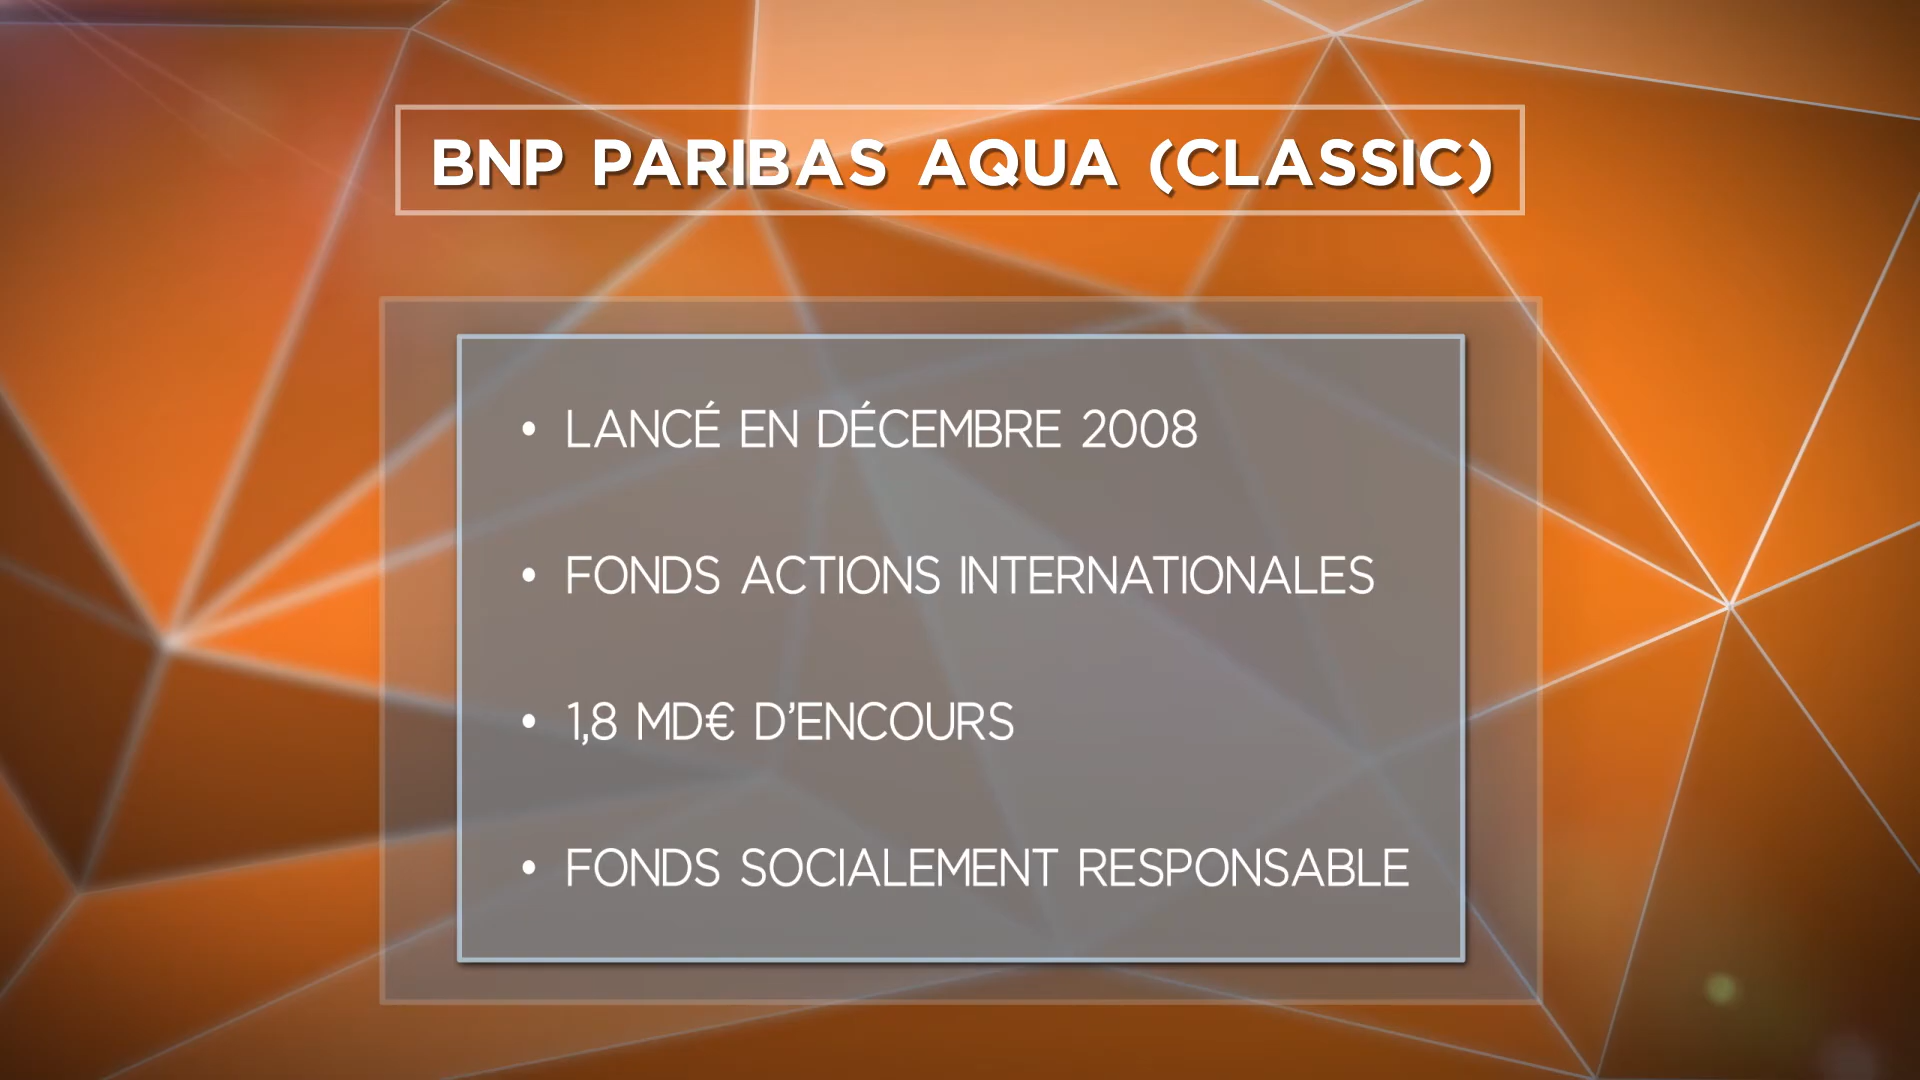 BNP PARIBAS AQUA (CLASSIC)
• LANCÉ EN DÉCEMBRE 2008
• FONDS ACTIONS INTERNATIONALES
• 1,8 MD€ D’ENCOURS
• FONDS SOCIALEMENT RESPONSABLE